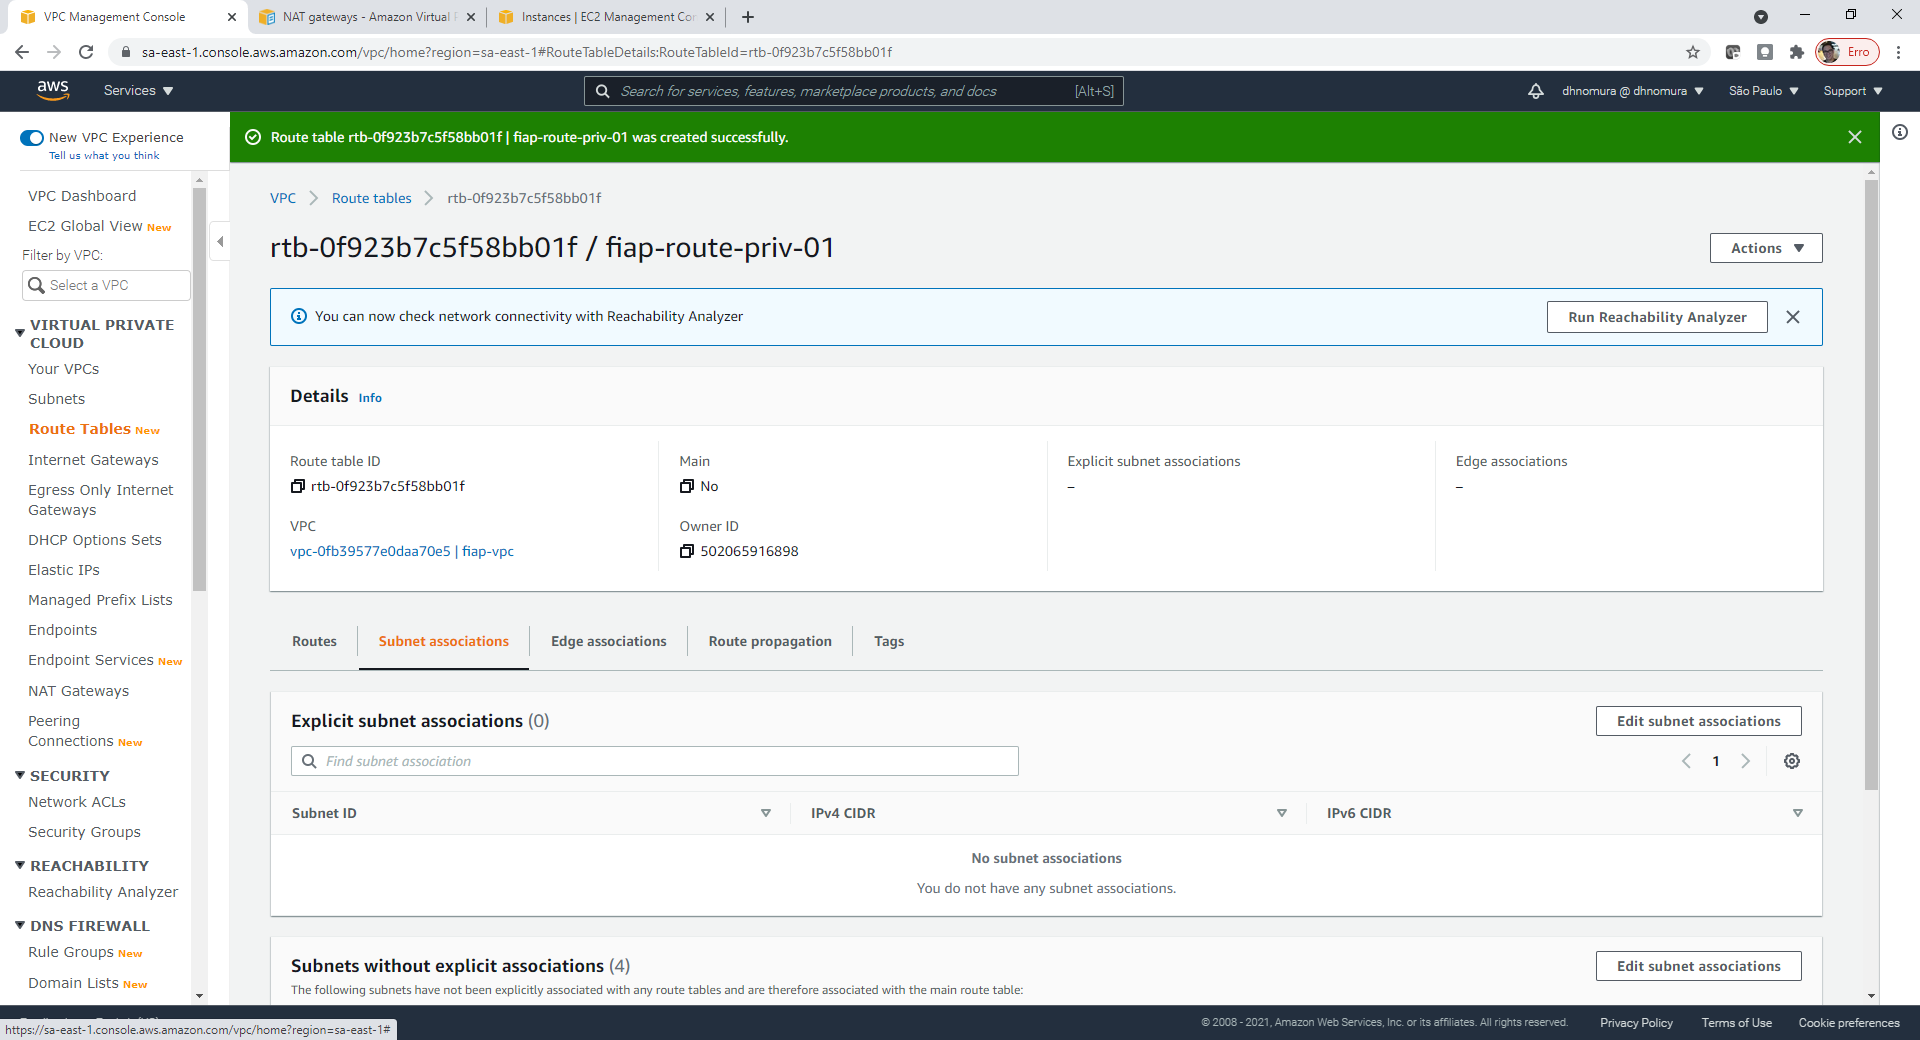 VPC Management Console
NAT gateways - Amazon Virtual P
Instances | EC2 Management Con
sa-east-1.console.aws.amazon.com/vpc/home?region=sa-east-1#RouteTableDetails:RouteTableId=rtb-0f923b7c5f58bb01f
Erro
aws
Services
Search for services, features, marketplace products, and docs
[Alt+S]
dhnomura @ dhnomura
São Paulo
Support
New VPC Experience
Tell us what you think
Route table rtb-0f923b7c5f58bb01f | fiap-route-priv-01 was created successfully.
VPC Dashboard
EC2 Global View New
Filter by VPC:
Select a VPC
VIRTUAL PRIVATE
CLOUD
Your VPCs
Subnets
Route Tables New
Internet Gateways
Egress Only Internet
Gateways
DHCP Options Sets
Elastic IPs
Managed Prefix Lists
Endpoints
Endpoint Services New
NAT Gateways
Peering
Connections New
SECURITY
Network ACLs
Security Groups
REACHABILITY
Reachability Analyzer
DNS FIREWALL
Rule Groups New
Domain Lists New
VPC
Route tables
rtb-0f923b7c5f58bb01f
rtb-0f923b7c5f58bb01f / fiap-route-priv-01
Actions
You can now check network connectivity with Reachability Analyzer
Run Reachability Analyzer
Details Info
Route table ID
rtb-0f923b7c5f58bb01f
Main
No
Explicit subnet associations
–
Edge associations
–
VPC
vpc-0fb39577e0daa70e5 | fiap-vpc
Owner ID
502065916898
Routes
Subnet associations
Edge associations
Route propagation
Tags
Explicit subnet associations (0)
Edit subnet associations
Find subnet association
1
Subnet ID
IPv4 CIDR
IPv6 CIDR
No subnet associations
You do not have any subnet associations.
Subnets without explicit associations (4)
Edit subnet associations
The following subnets have not been explicitly associated with any route tables and are therefore associated with the main route table:
https://sa-east-1.console.aws.amazon.com/vpc/home?region=sa-east-1#
© 2008 - 2021, Amazon Web Services, Inc. or its affiliates. All rights reserved.
Privacy Policy
Terms of Use
Cookie preferences